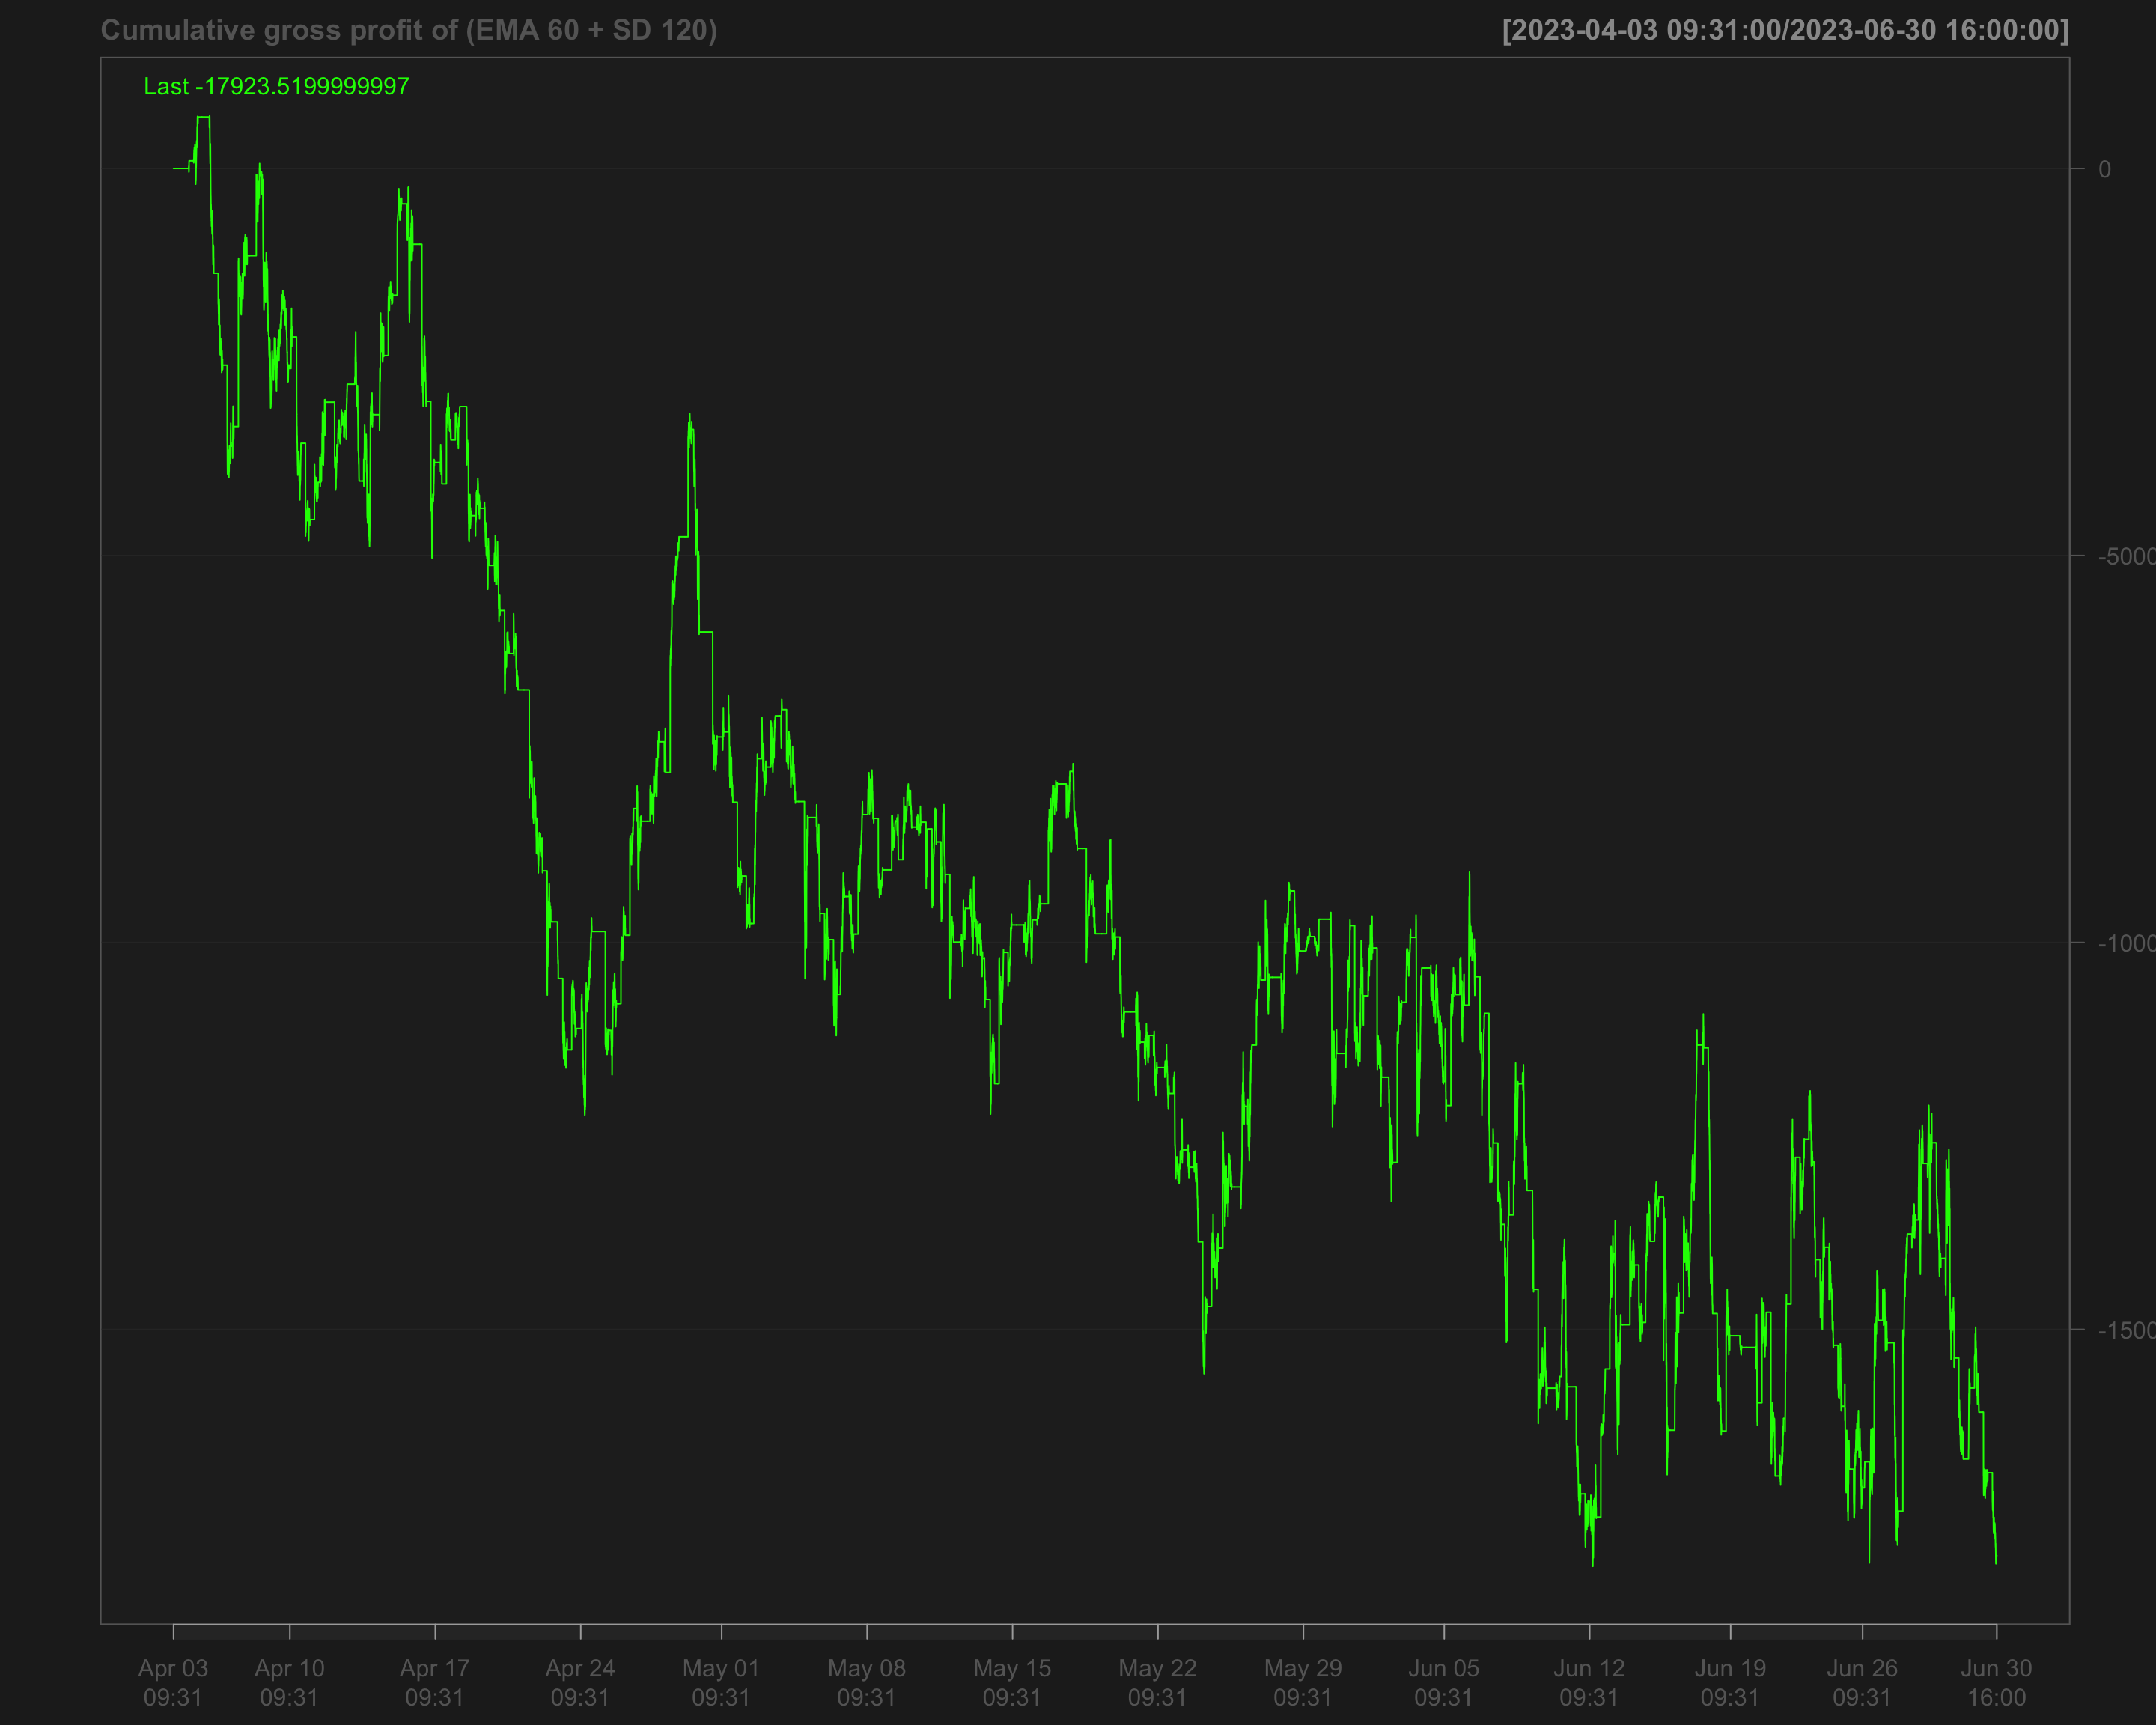 Cumulative gross profit of (EMA 60 + SD 120) [2023-04-03 09:31:00/2023-06-30 16:00:00]
Last -17923.5199999997
0
-5000
-1000
-1500
Apr 03 Apr 10 Apr 17 Apr 24 May 01 May 08 May 15 May 22 May 29 Jun 05 Jun 12 Jun 19 Jun 26 Jun 30
09:31 09:31 09:31 09:31 09:31 09:31 09:31 09:31 09:31 09:31 09:31 09:31 09:31 16:00